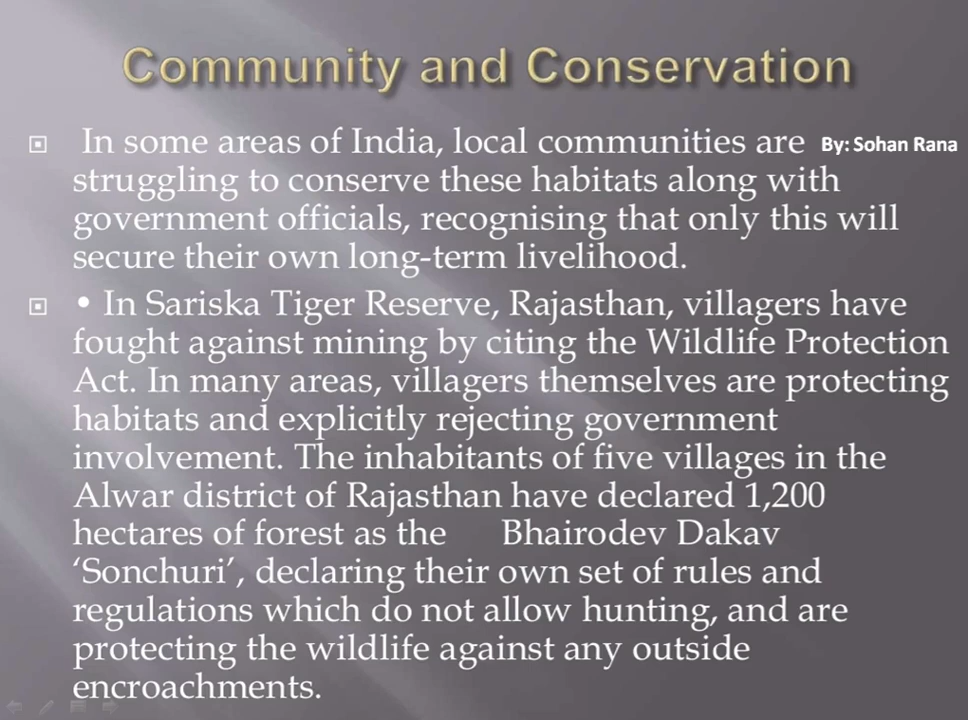 Community and Conservation
In some areas of India, local communities are By: Sohan Rana
struggling to conserve these habitats along with
government officials, recognising that only this will
secure their own long-term livelihood.
• In Sariska Tiger Reserve, Rajasthan, villagers have
fought against mining by citing the Wildlife Protection
Act. In many areas, villagers themselves are protecting
habitats and explicitly rejecting government
involvement. The inhabitants of five villages in the
Alwar district of Rajasthan have declared 1,200
hectares of forest as the Bhairodev Dakav
‘Sonchuri’, declaring their own set of rules and
regulations which do not allow hunting, and are
protecting the wildlife against any outside
encroachments.